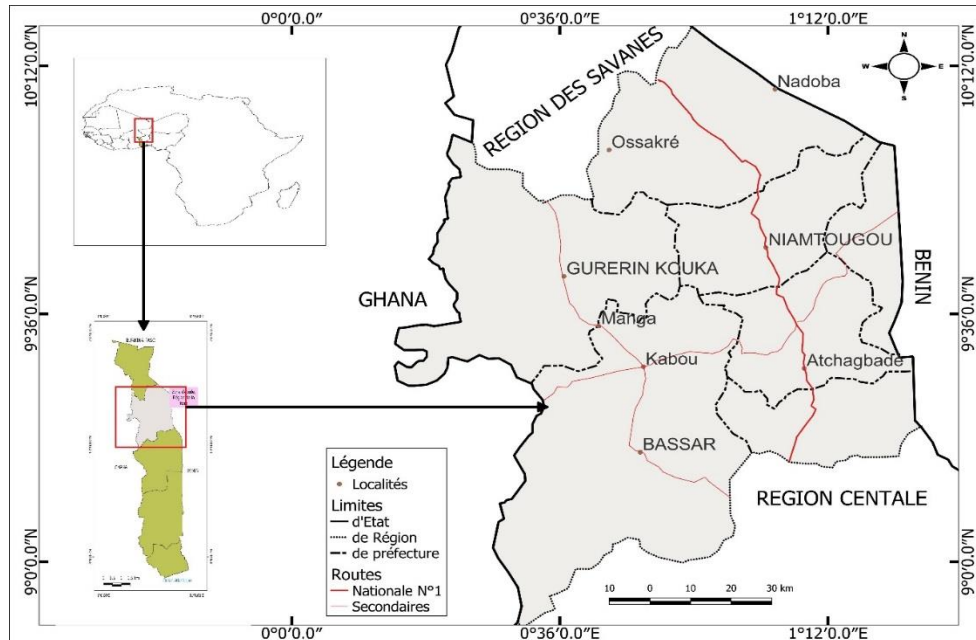 0°0'0.0"
0°36'0.0"
1°12'0.0"
10°12'0.0"N
10°12'0.0"N
N
W
E
S
REGION DES SAVANES
Nadoba
Ossakré
NIAMTOUGOU
GURERIN KOUKA
BENIN
GHANA
9°36'0.0"N
9°36'0.0"N
Manga
Kabou
Atchagbade
BASSAR
Légende
Localités
Limites
d'Etat
de Région
de préfecture
Routes
Nationale N°1
Secondaires
REGION CENTALE
9°0'0.0"N
9°0'0.0"N
10
0
10
20
30 km
0°0'0.0"
0°36'0.0"
1°12'0.0"